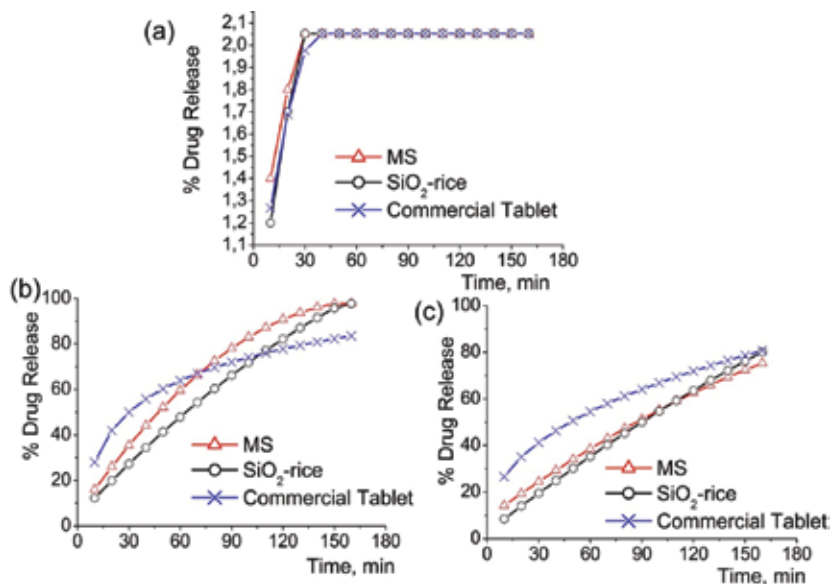 (a)
% Drug Release
2,1
2,0
1,9
1,8
1,7
1,6
1,5
1,4
1,3
1,2
1,1
MS
SiO2-rice
Commercial Tablet
0 30 60 90 120 150 180
Time, min
(b)
% Drug Release
100
80
60
40
20
0
MS
SiO2-rice
Commercial Tablet
0 30 60 90 120 150 180
Time, min
(c)
% Drug Release
100
80
60
40
20
0
MS
SiO2-rice
Commercial Tablet
0 30 60 90 120 150 180
Time, min